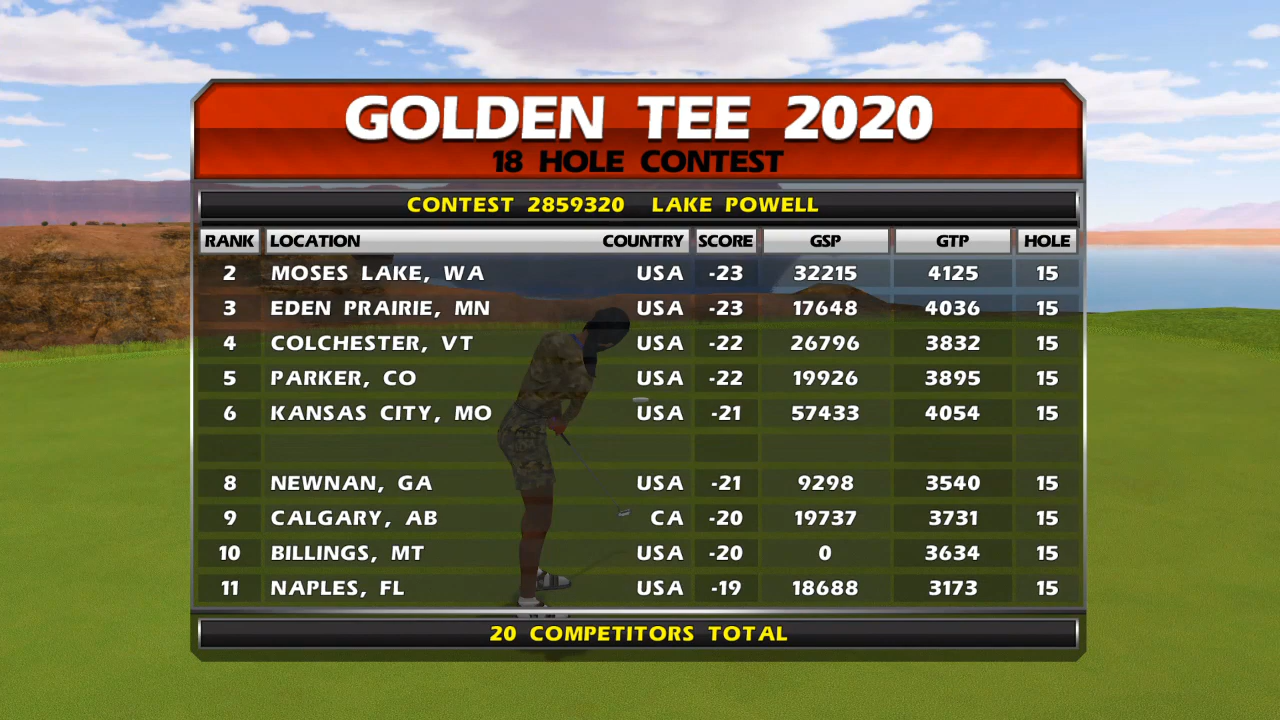 GOLDEN TEE 2020
18 HOLE CONTEST
CONTEST 2859320 LAKE POWELL
RANK LOCATION COUNTRY SCORE GSP GTP HOLE
2 MOSES LAKE, WA USA -23 32215 4125 15
3 EDEN PRAIRIE, MN USA -23 17648 4036 15
4 COLCHESTER, VT USA -22 26796 3832 15
5 PARKER, CO USA -22 19926 3895 15
6 KANSAS CITY, MO USA -21 57433 4054 15
8 NEWNAN, GA USA -21 9298 3540 15
9 CALGARY, AB CA -20 19737 3731 15
10 BILLINGS, MT USA -20 0 3634 15
11 NAPLES, FL USA -19 18688 3173 15
20 COMPETITORS TOTAL